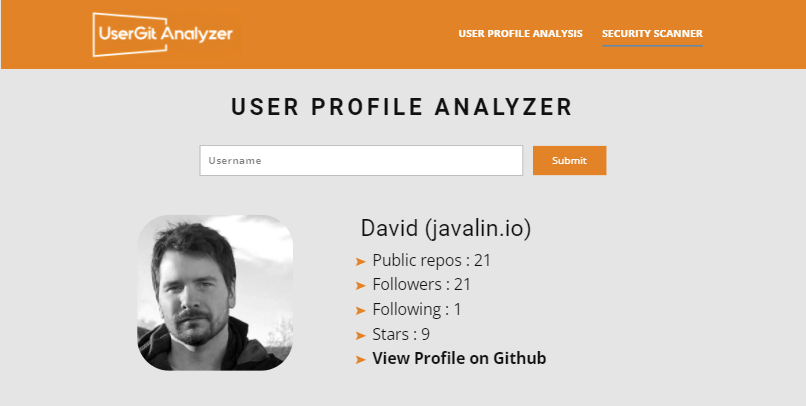 UserGit Analyzer
USER PROFILE ANALYSIS SECURITY SCANNER
USER PROFILE ANALYZER
Username Submit
David (javalin.io)
Public repos : 21
Followers : 21
Following : 1
Stars : 9
View Profile on Github